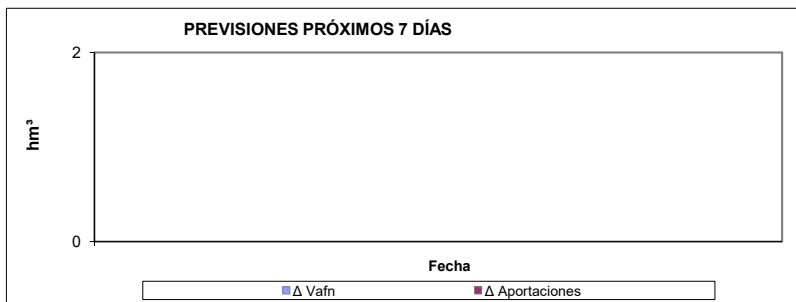 PREVISIONES PRÓXIMOS 7 DÍAS
2
hm³
0
Fecha
Δ Vafn Δ Aportaciones